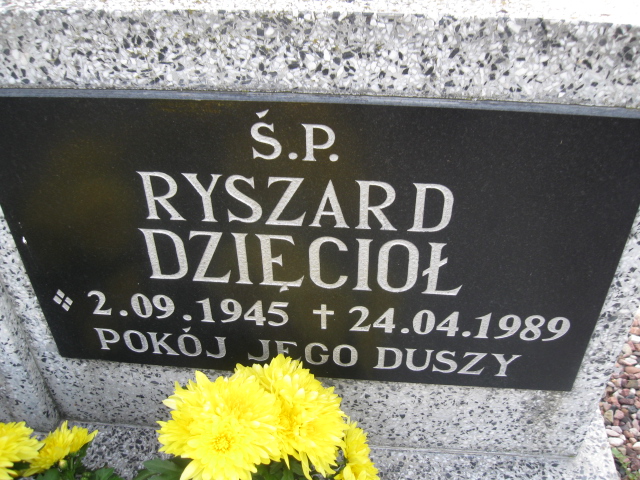 Ś.P.
RYSZARD
DZIĘCIOŁ
2.09.1945 † 24.04.1989
POKÓJ JEGO DUSZY